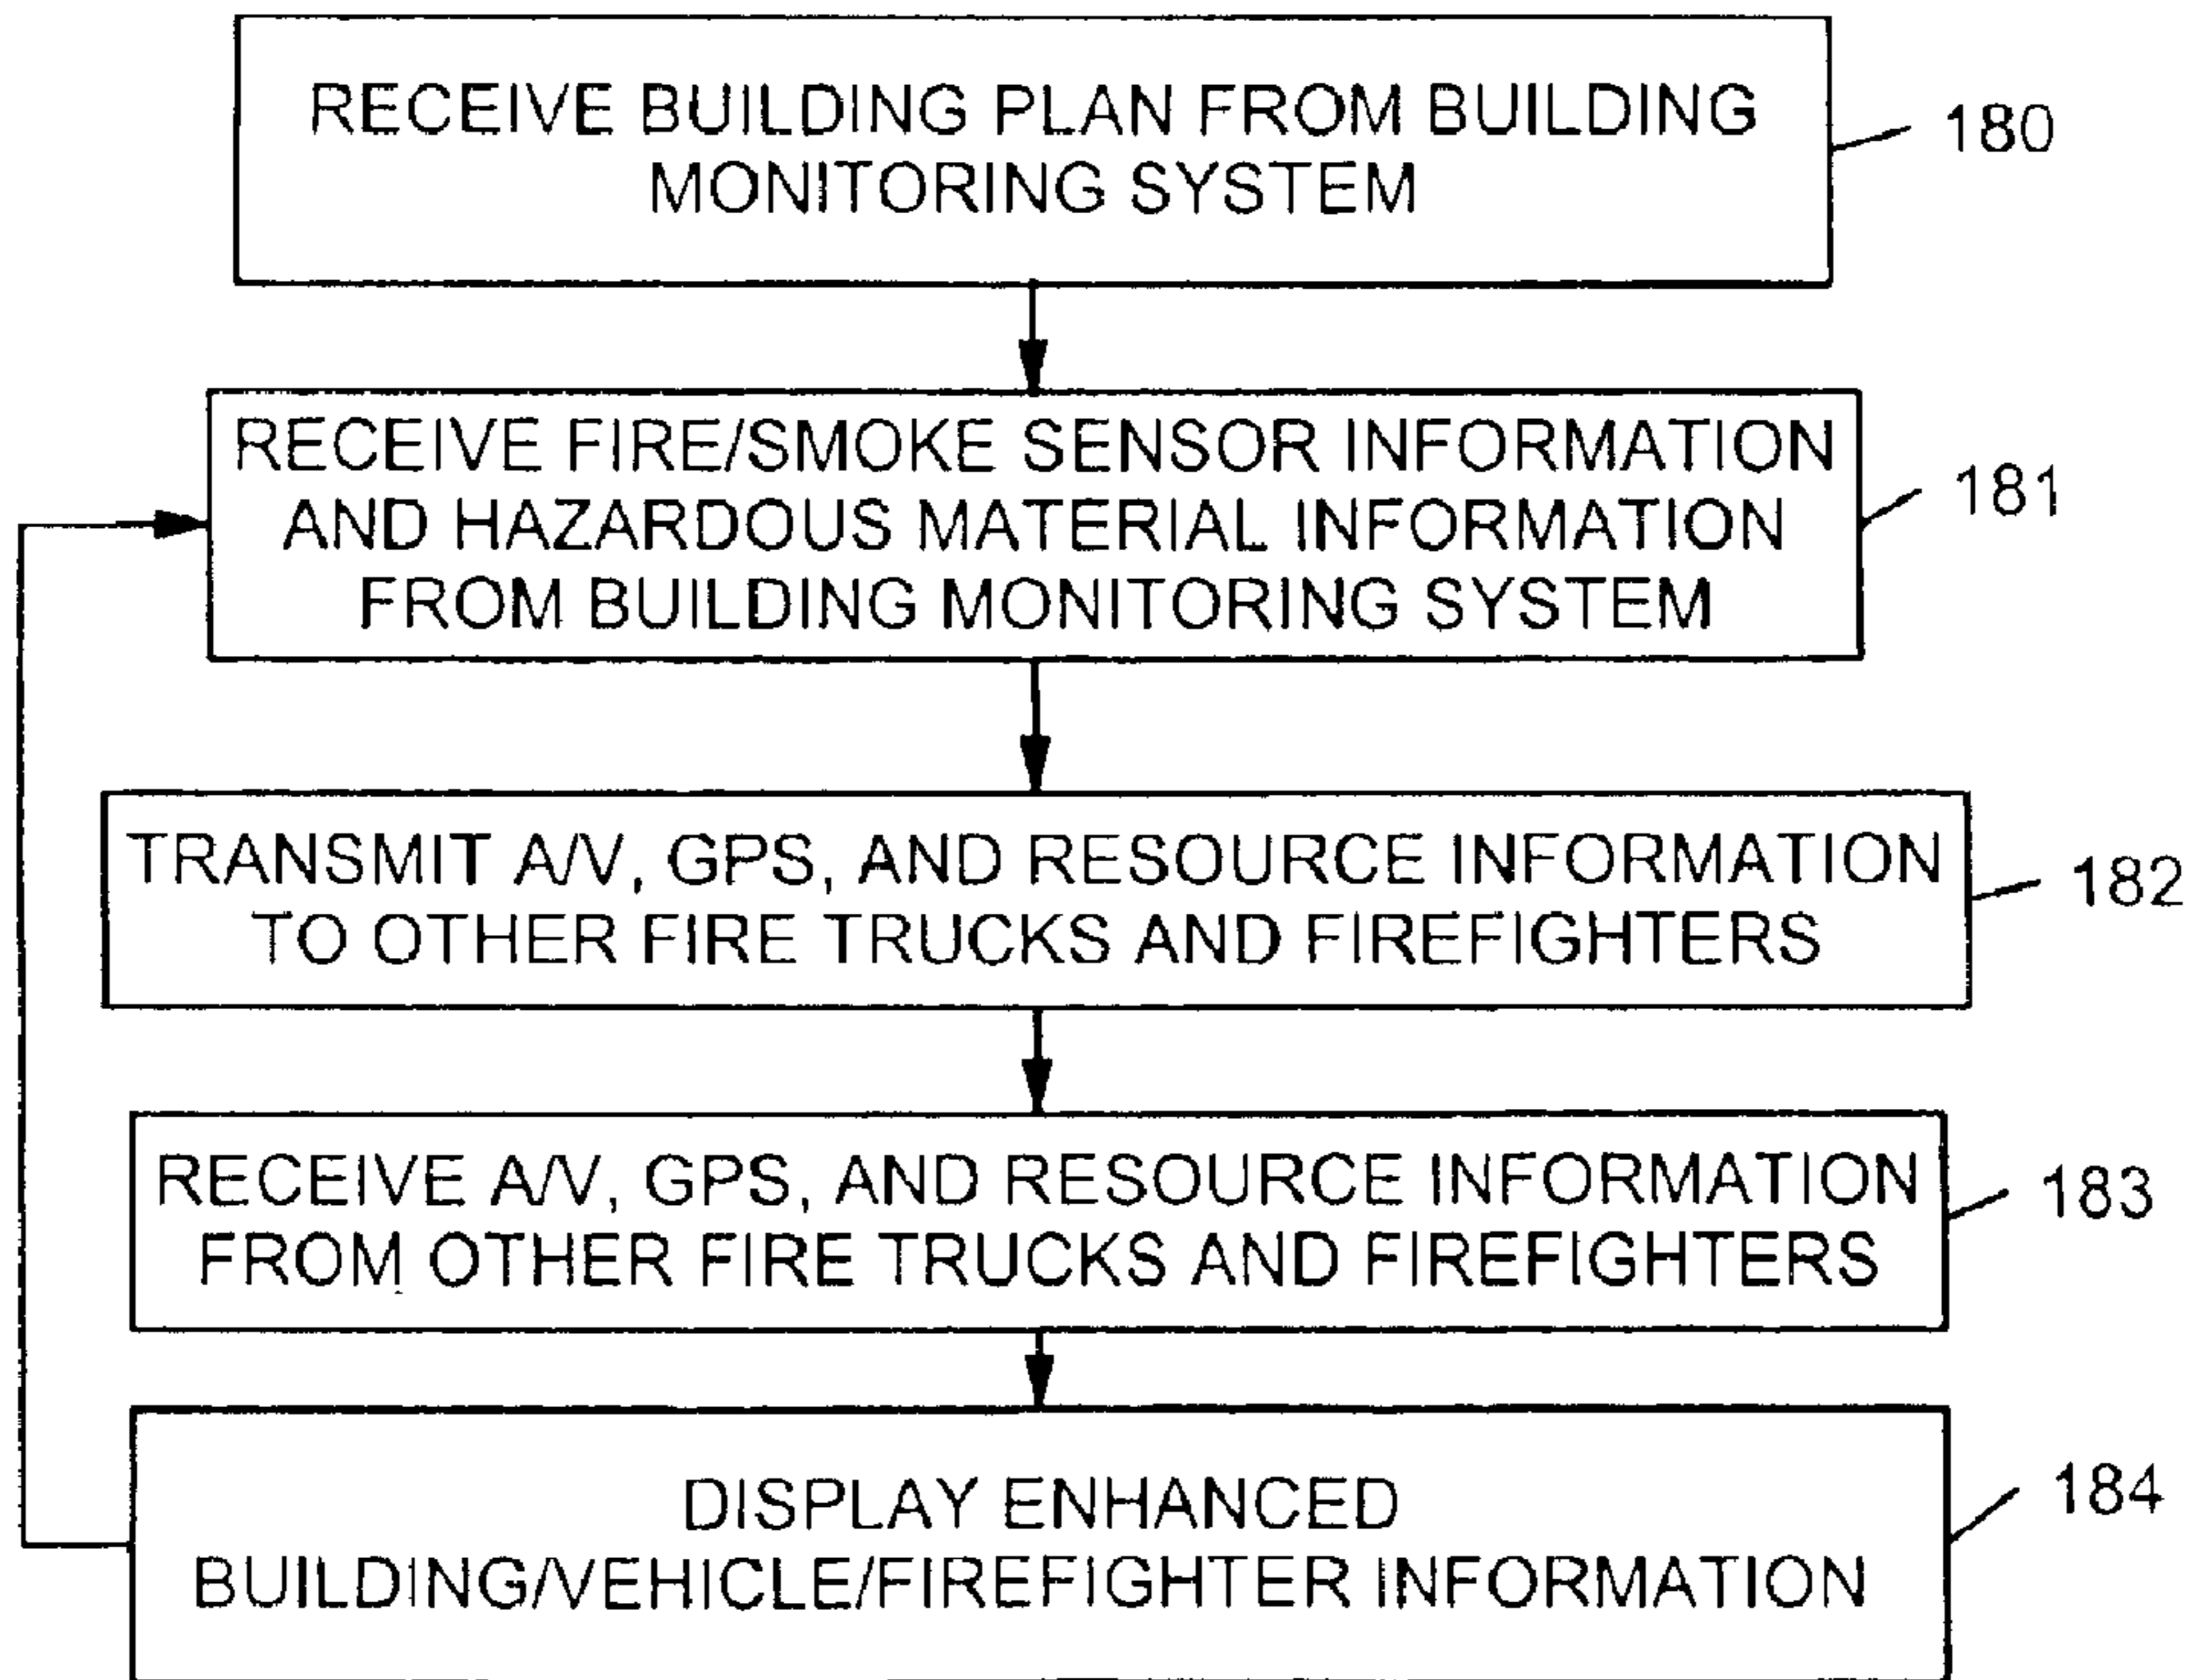 RECEIVE BUILDING PLAN FROM BUILDING
MONITORING SYSTEM
180
RECEIVE FIRE/SMOKE SENSOR INFORMATION
AND HAZARDOUS MATERIAL INFORMATION
FROM BUILDING MONITORING SYSTEM
181
TRANSMIT A/V, GPS, AND RESOURCE INFORMATION
TO OTHER FIRE TRUCKS AND FIREFIGHTERS
182
RECEIVE A/V, GPS, AND RESOURCE INFORMATION
FROM OTHER FIRE TRUCKS AND FIREFIGHTERS
183
DISPLAY ENHANCED
BUILDING/VEHICLE/FIREFIGHTER INFORMATION
184